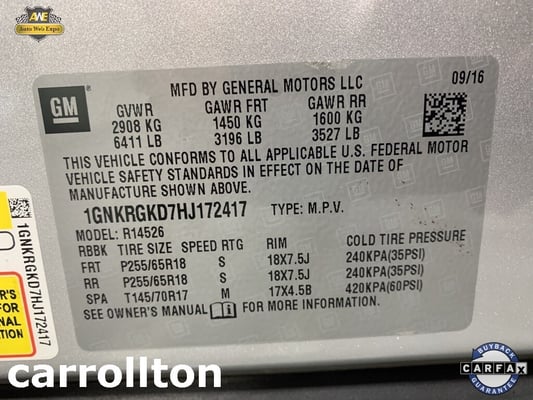 AWE
Auto Web Expo
MFD BY GENERAL MOTORS LLC
09/16
GM
GVWR GAWR FRT GAWR RR
2908 KG 1450 KG 1600 KG
6411 LB 3196 LB 3527 LB
THIS VEHICLE CONFORMS TO ALL APPLICABLE U.S. FEDERAL MOTOR
VEHICLE SAFETY STANDARDS IN EFFECT ON THE DATE OF
MANUFACTURE SHOWN ABOVE.
1GNKRGKD7HJ172417 TYPE: M.P.V.
MODEL: R14526
RBBK TIRE SIZE SPEED RTG RIM COLD TIRE PRESSURE
FRT P255/65R18 S 18X7.5J 240KPA(35PSI)
RR P255/65R18 S 18X7.5J 240KPA(35PSI)
SPA T145/70R17 M 17X4.5B 420KPA(60PSI)
SEE OWNER'S MANUAL i FOR MORE INFORMATION.
1GNKRGKD7HJ172417
R'S
FOR
NAL
TION
carrollton
BUYBACK
CARFAX
GUARANTEE